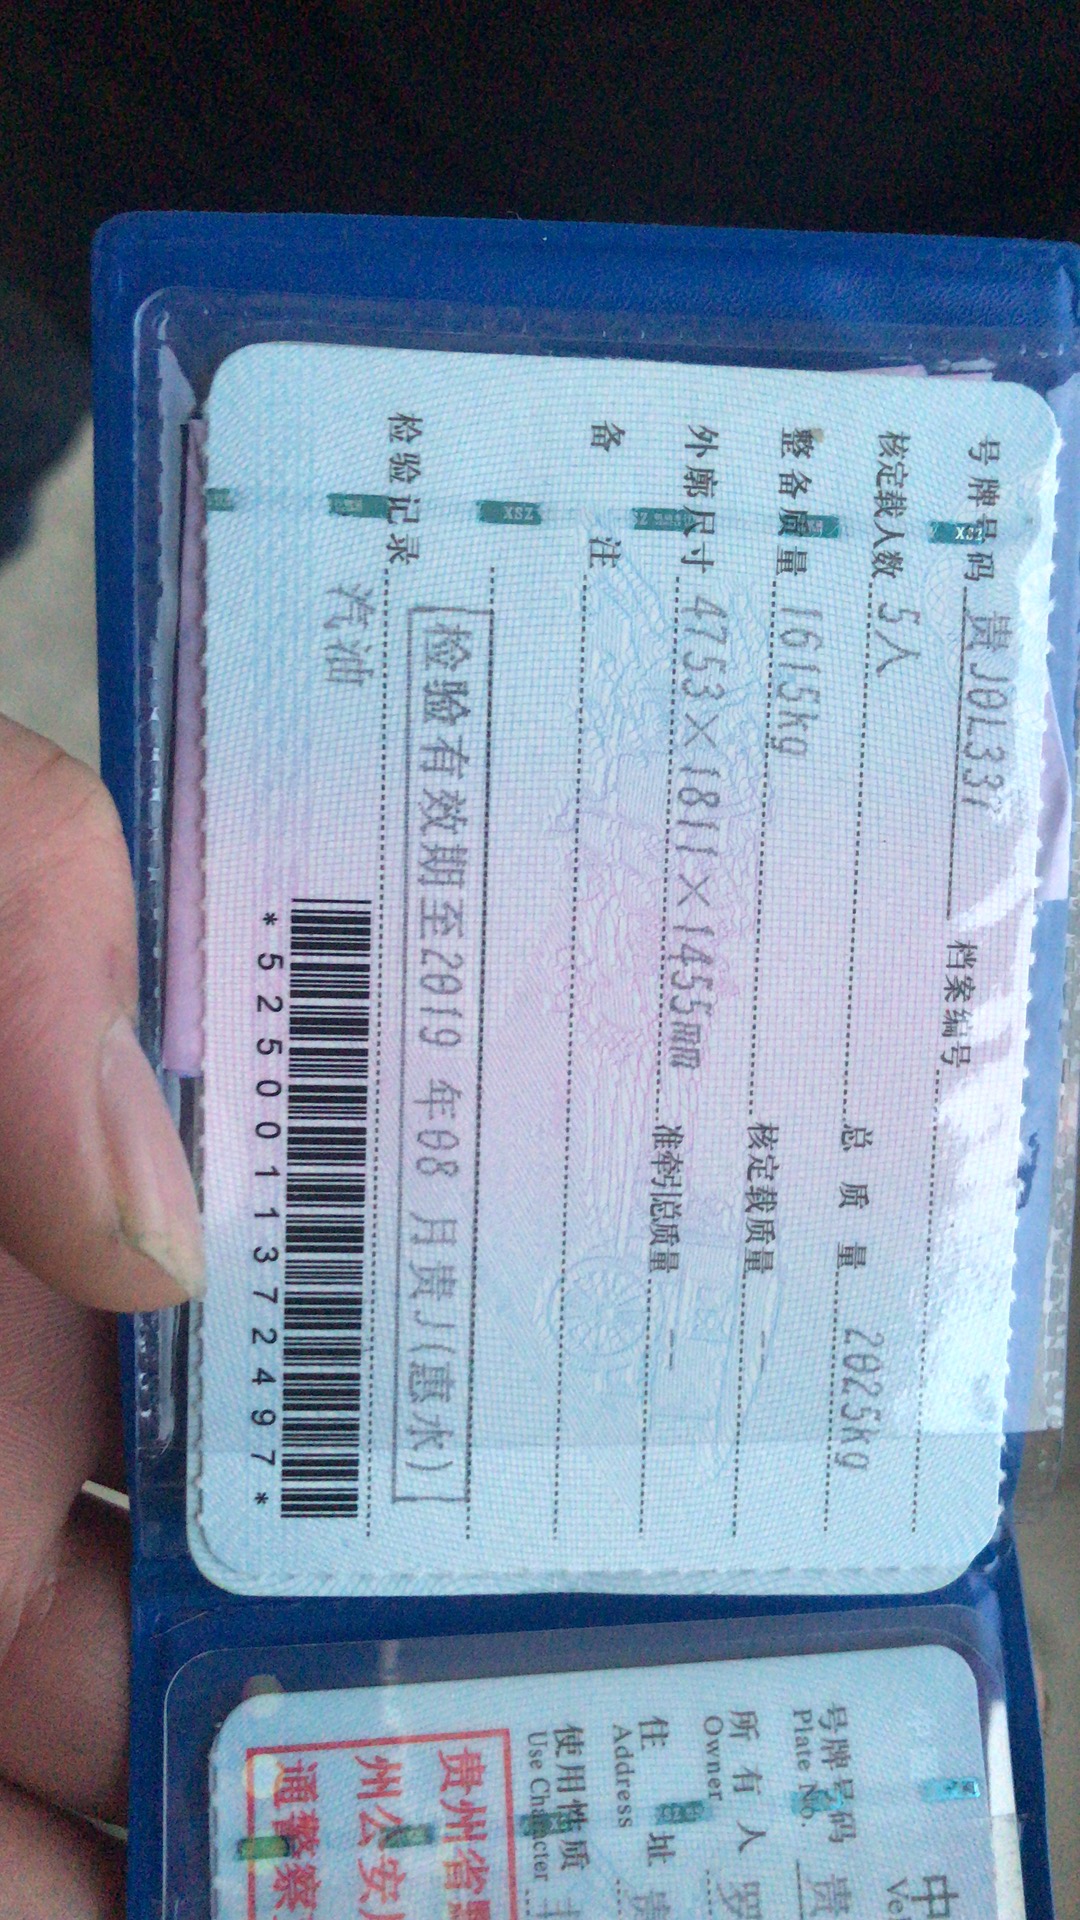 号牌号码 贵J0L337 档案编号
核定载人数 5人 总质量 2025kg
整备质量 1615kg 核定载质量 --
外廓尺寸 4753×1811×1455mm 准牵引总质量 --
备注
检验有效期至2019年08月贵J(惠水)
检验记录
汽油
*5250011372497*
中
号牌号码 贵
Plate No.
所有人 罗
Owner
住址 贵
Address
使用性质
Use Character
贵州省
州公安
通警察